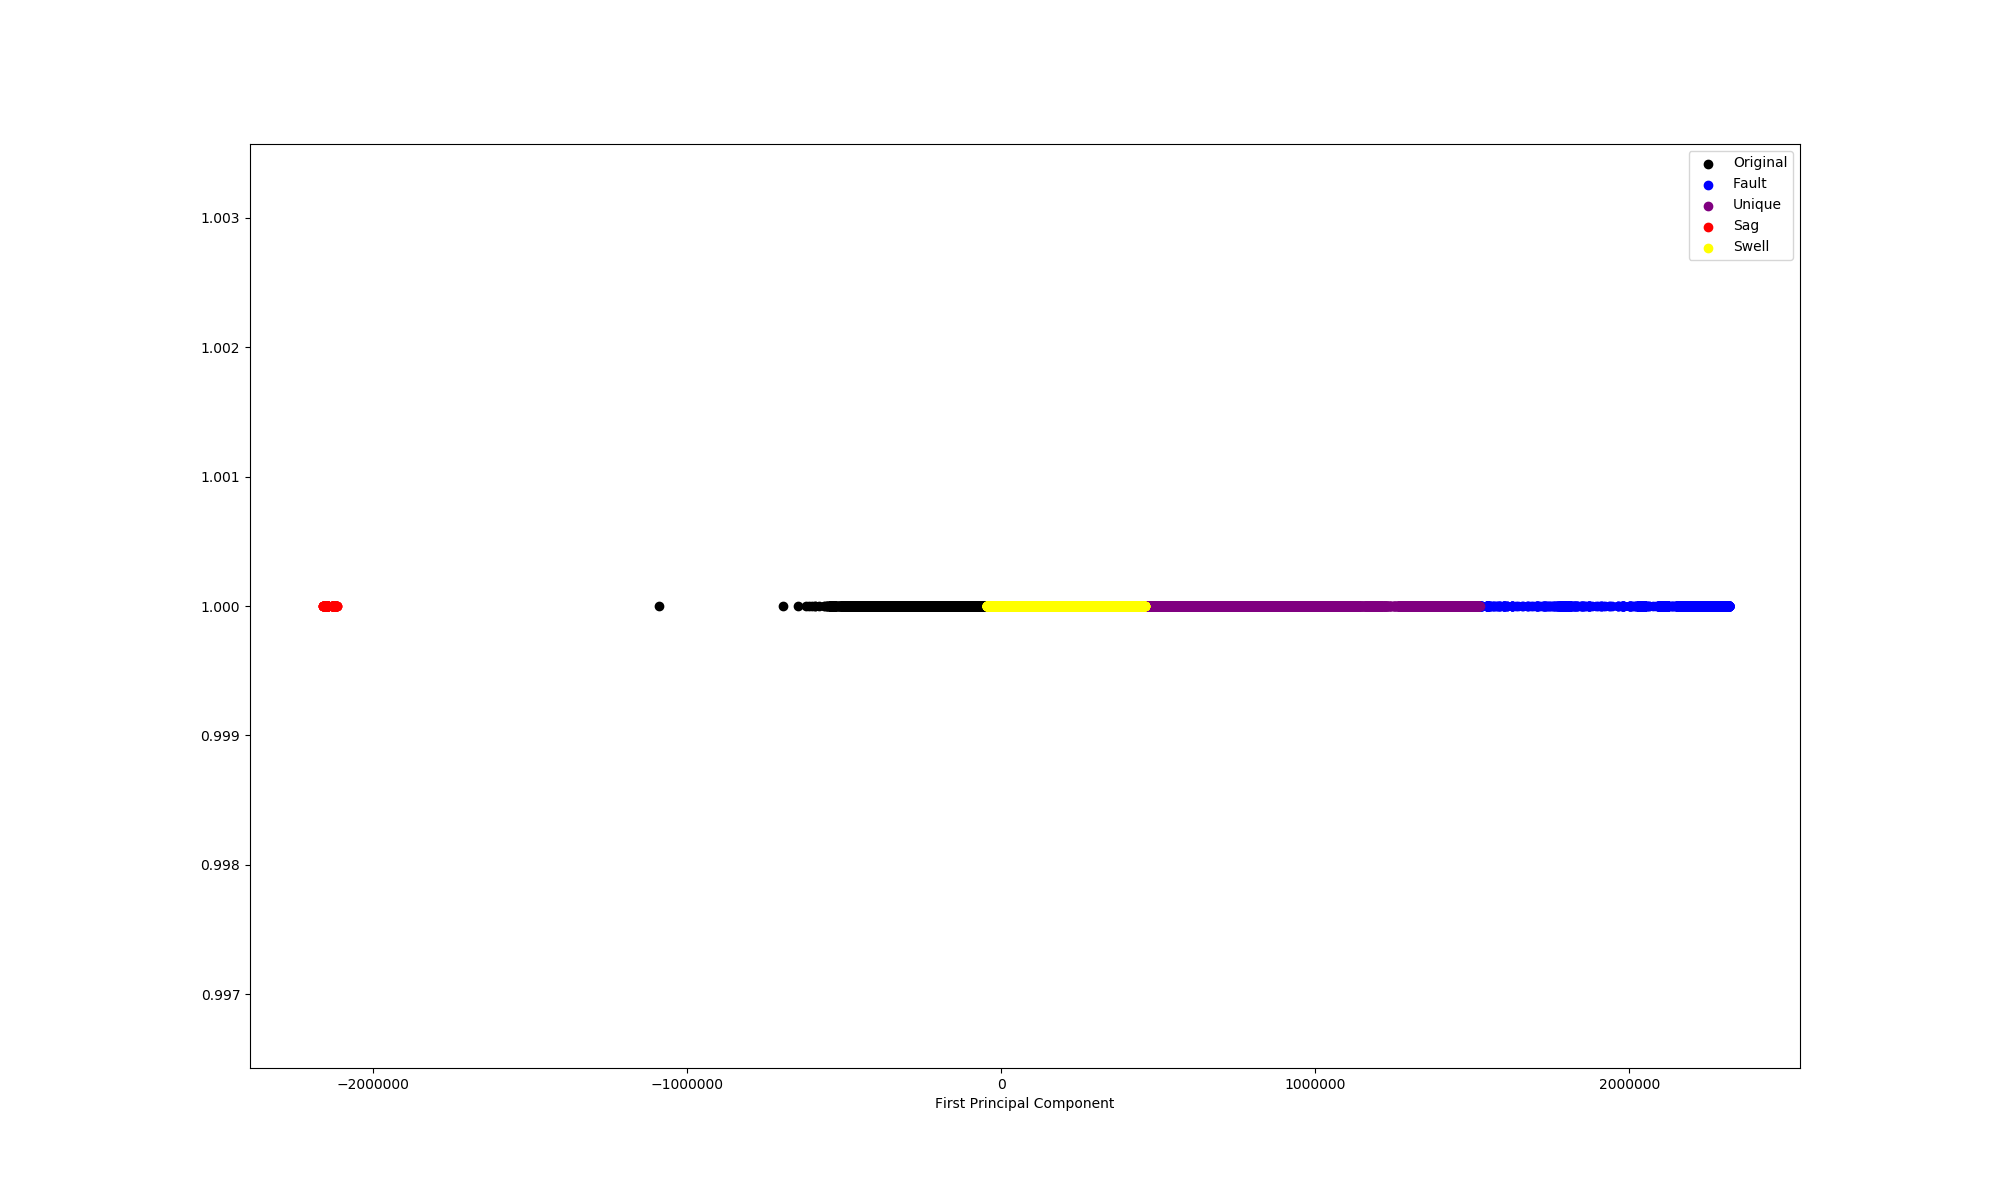 Original
Fault
Unique
Sag
Swell
1.003
1.002
1.001
1.000
0.999
0.998
0.997
−2000000 −1000000 0 1000000 2000000
First Principal Component